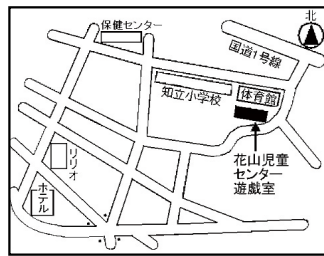 北
保健センター
国道1号線
知立小学校
体育館
リリオ
ホテル
花山児童
センター
遊戯室